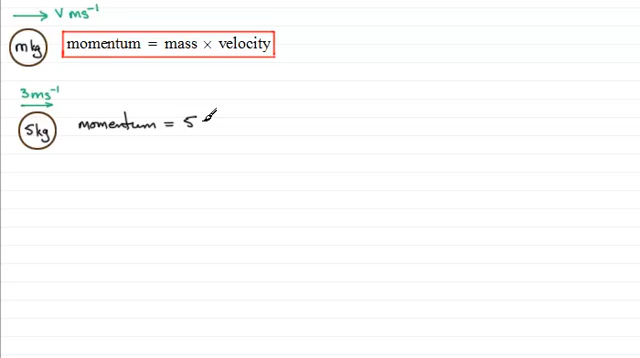 v ms⁻¹
m kg momentum = mass × velocity
3ms⁻¹
5kg momentum = 5